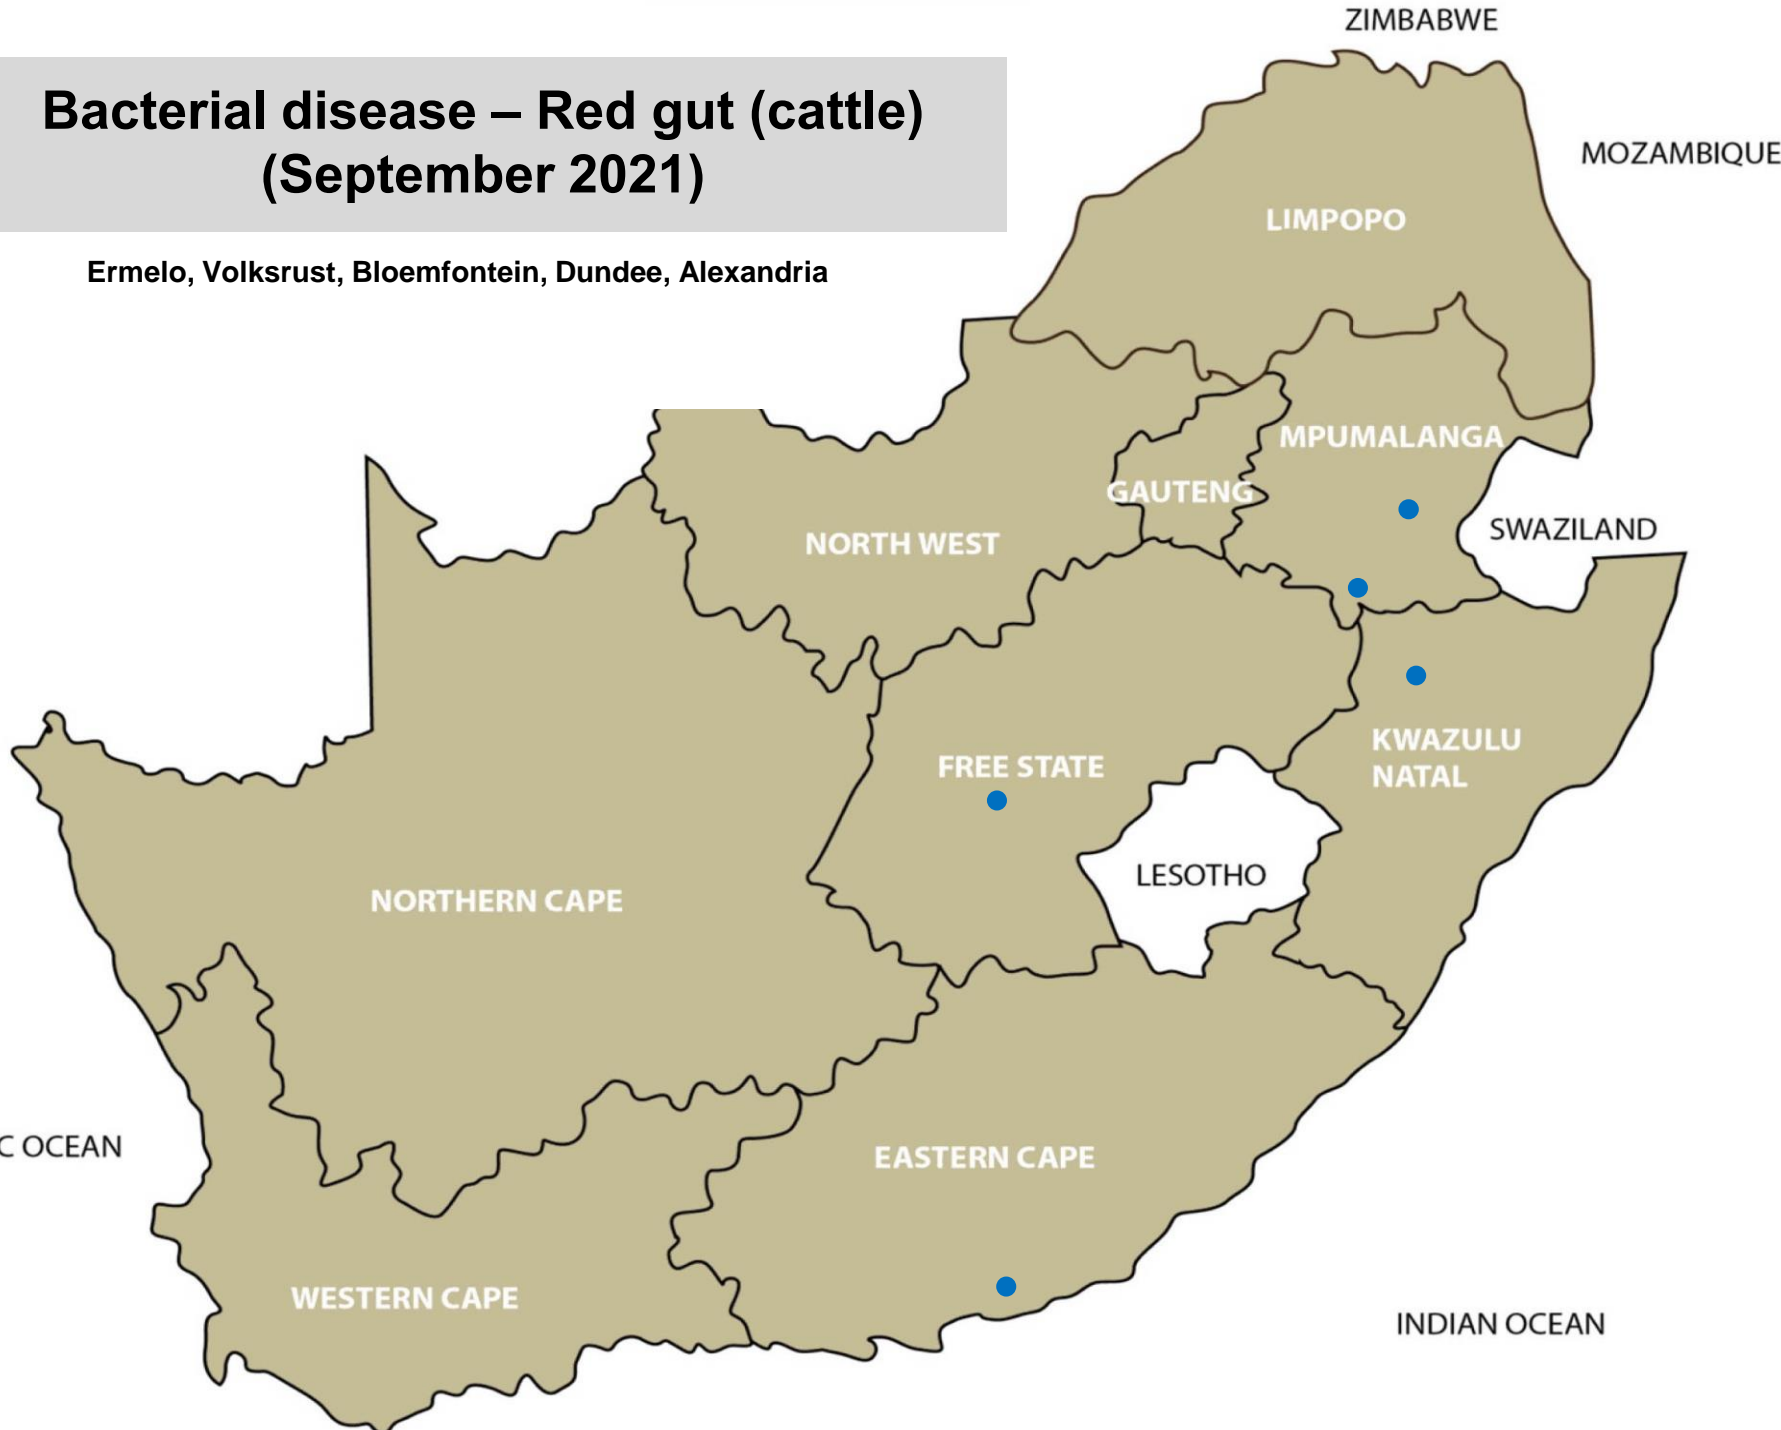 Bacterial disease – Red gut (cattle)
(September 2021)
Ermelo, Volksrust, Bloemfontein, Dundee, Alexandria
ZIMBABWE
MOZAMBIQUE
LIMPOPO
MPUMALANGA
GAUTENG
SWAZILAND
NORTH WEST
KWAZULU
NATAL
FREE STATE
LESOTHO
NORTHERN CAPE
C OCEAN
EASTERN CAPE
WESTERN CAPE
INDIAN OCEAN